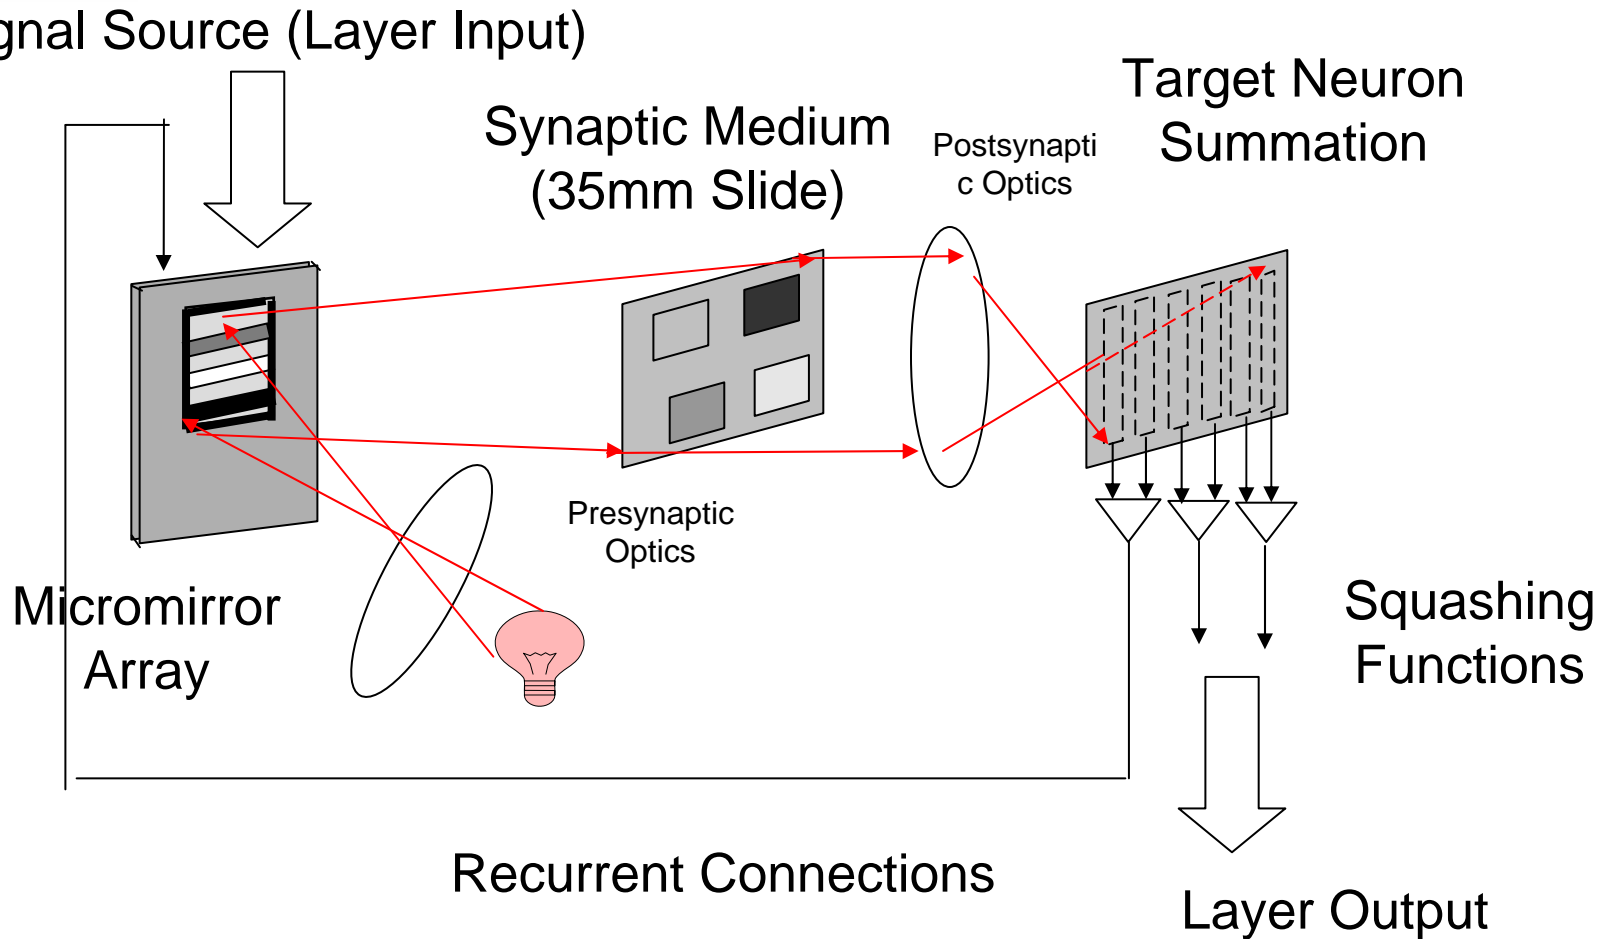 gnal Source (Layer Input)
Target Neuron
Summation
Synaptic Medium
(35mm Slide)
Postsynapti
c Optics
Presynaptic
Optics
Micromirror
Array
Squashing
Functions
Recurrent Connections
Layer Output